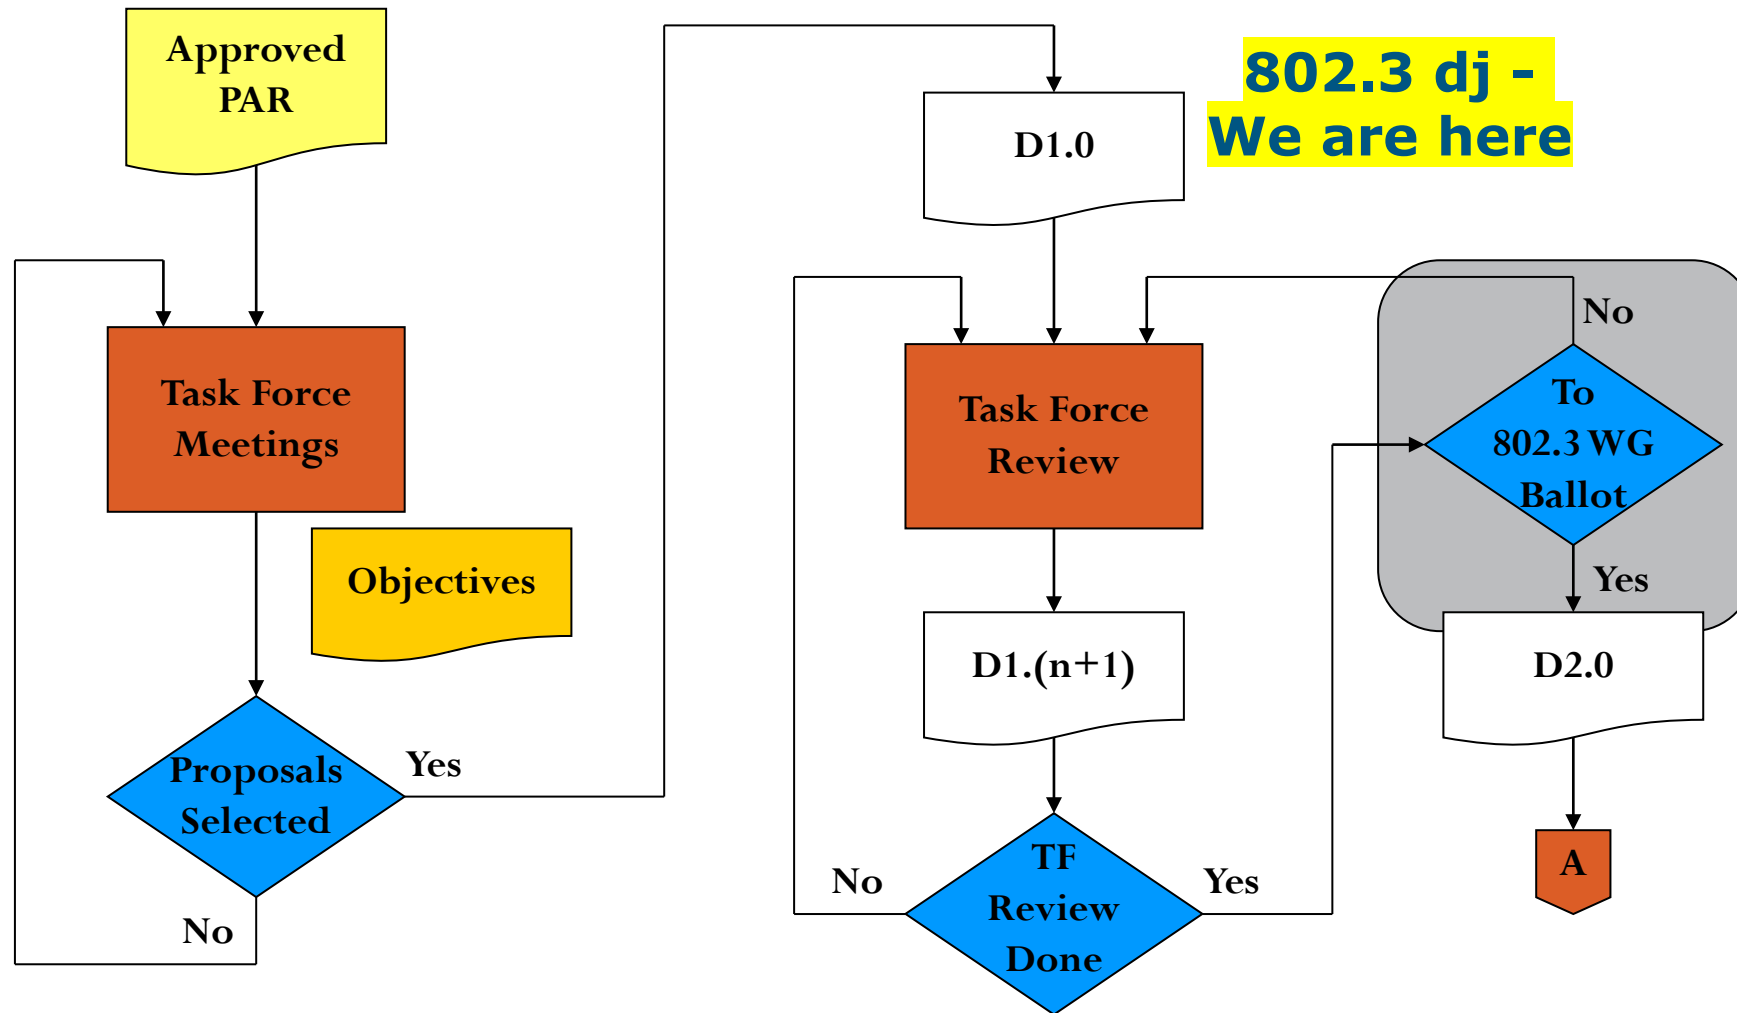 Approved
PAR
Task Force
Meetings
Objectives
Proposals
Selected
Yes
No
802.3 dj -
We are here
D1.0
Task Force
Review
D1.(n+1)
TF
Review
Done
No
Yes
No
To
802.3 WG
Ballot
Yes
D2.0
A